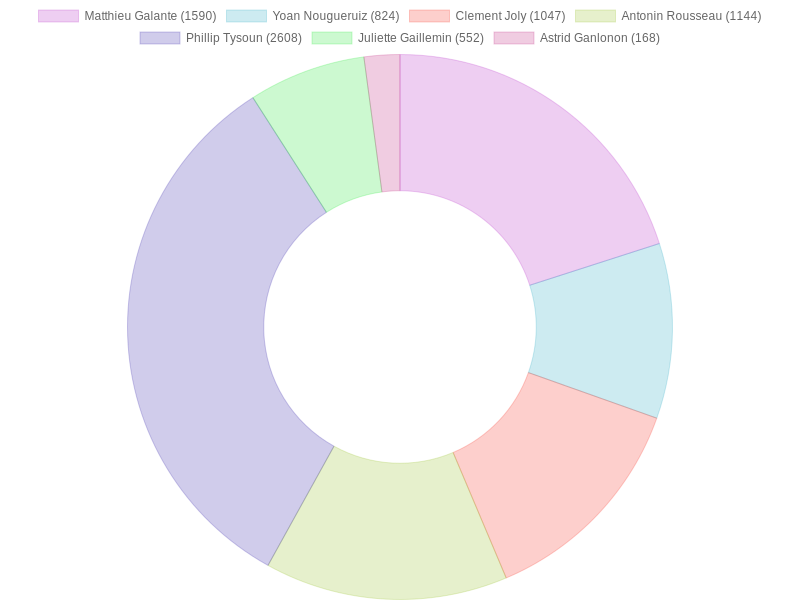 Matthieu Galante (1590) Yoan Nougueruiz (824) Clement Joly (1047) Antonin Rousseau (1144)
Phillip Tysoun (2608) Juliette Gaillemin (552) Astrid Ganlonon (168)